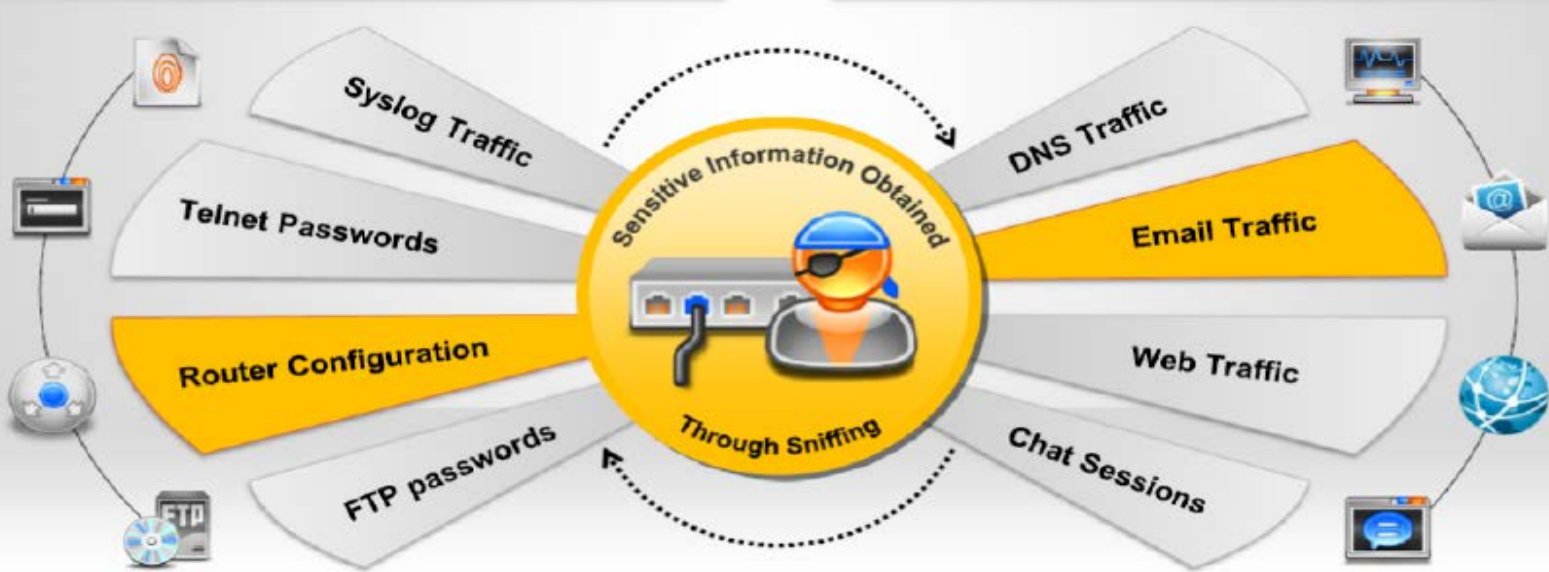 Syslog Traffic
Telnet Passwords
Router Configuration
FTP passwords
FTP
Sensitive Information Obtained
Through Sniffing
DNS Traffic
Email Traffic
@
Web Traffic
Chat Sessions